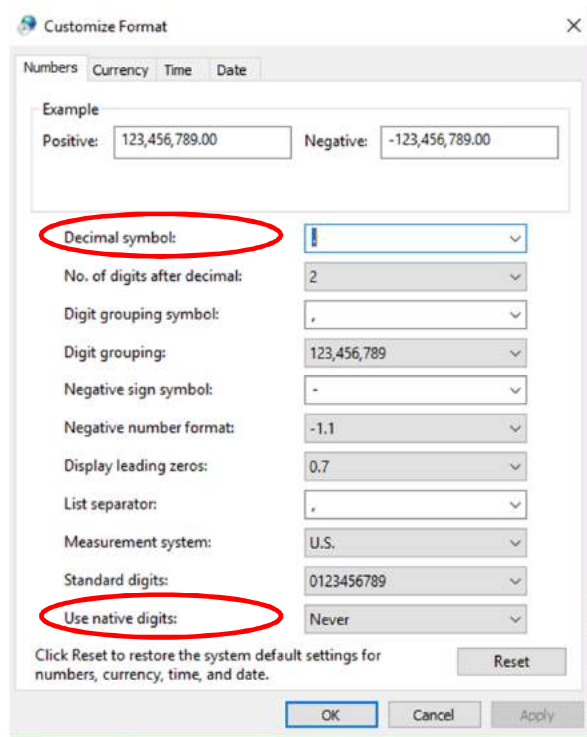 Customize Format
Numbers Currency Time Date
Example
Positive: 123,456,789.00 Negative: -123,456,789.00
Decimal symbol: .
No. of digits after decimal: 2
Digit grouping symbol: ,
Digit grouping: 123,456,789
Negative sign symbol: -
Negative number format: -1.1
Display leading zeros: 0.7
List separator: ,
Measurement system: U.S.
Standard digits: 0123456789
Use native digits: Never
Click Reset to restore the system default settings for
numbers, currency, time, and date.
Reset
OK Cancel Apply